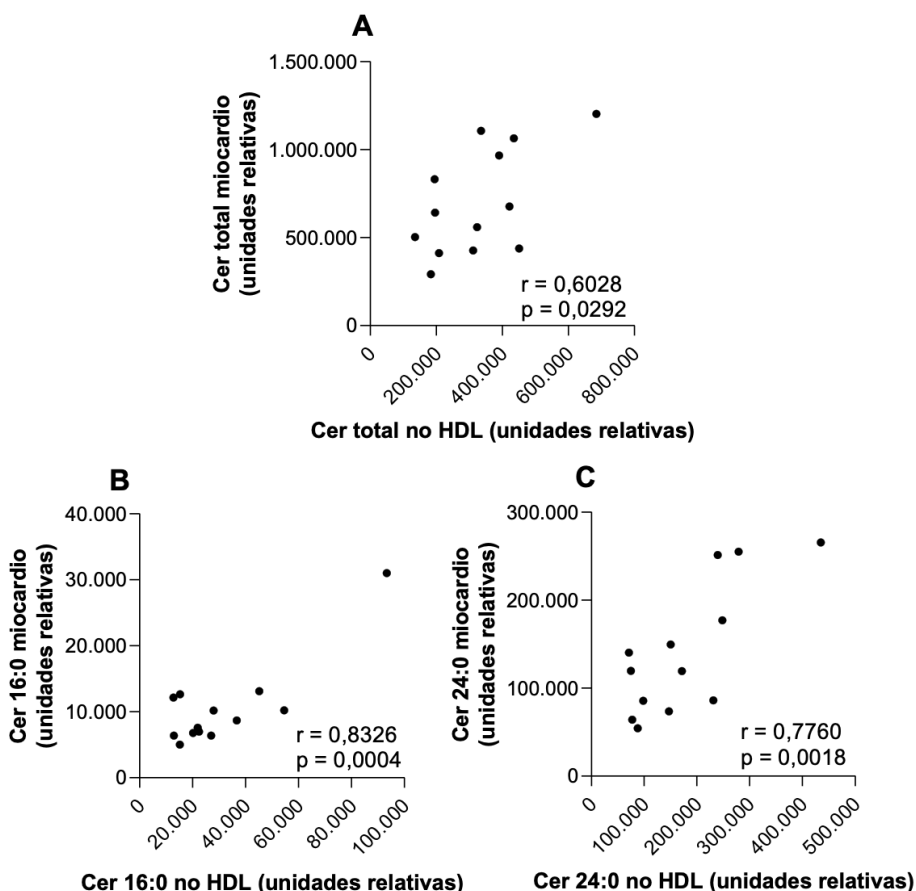 A
Cer total miocardio
(unidades relativas)
1.500.000
1.000.000
500.000
0
r = 0,6028
p = 0,0292
0
200.000
400.000
600.000
800.000
Cer total no HDL (unidades relativas)
B
Cer 16:0 miocardio
(unidades relativas)
40.000
30.000
20.000
10.000
0
r = 0,8326
p = 0,0004
0
20.000
40.000
60.000
80.000
100.000
Cer 16:0 no HDL (unidades relativas)
C
Cer 24:0 miocardio
(unidades relativas)
300.000
200.000
100.000
0
r = 0,7760
p = 0,0018
0
100.000
200.000
300.000
400.000
500.000
Cer 24:0 no HDL (unidades relativas)